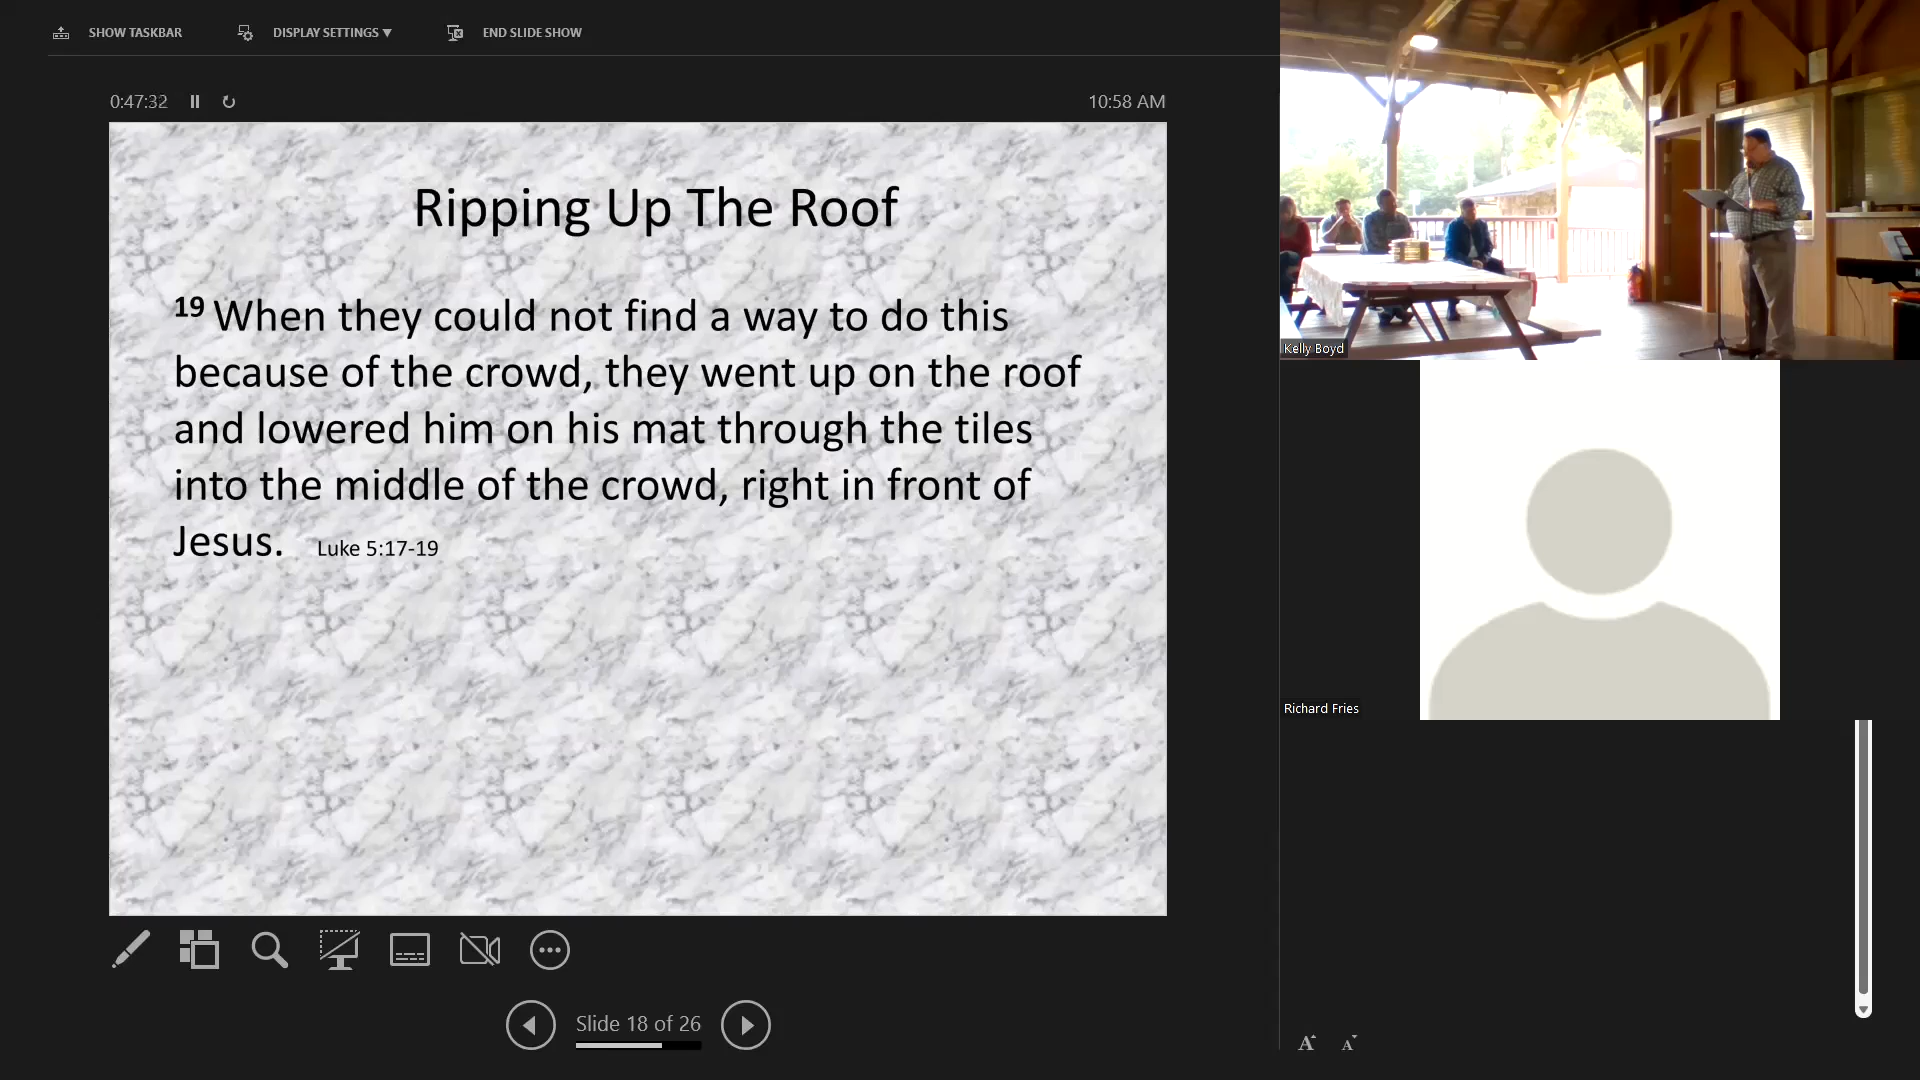 SHOW TASKBAR
DISPLAY SETTINGS ▼
END SLIDE SHOW
0:47:32
10:58 AM
Ripping Up The Roof
19 When they could not find a way to do this
because of the crowd, they went up on the roof
and lowered him on his mat through the tiles
into the middle of the crowd, right in front of
Jesus. Luke 5:17-19
Slide 18 of 26
Kelly Boyd
Richard Fries
A A